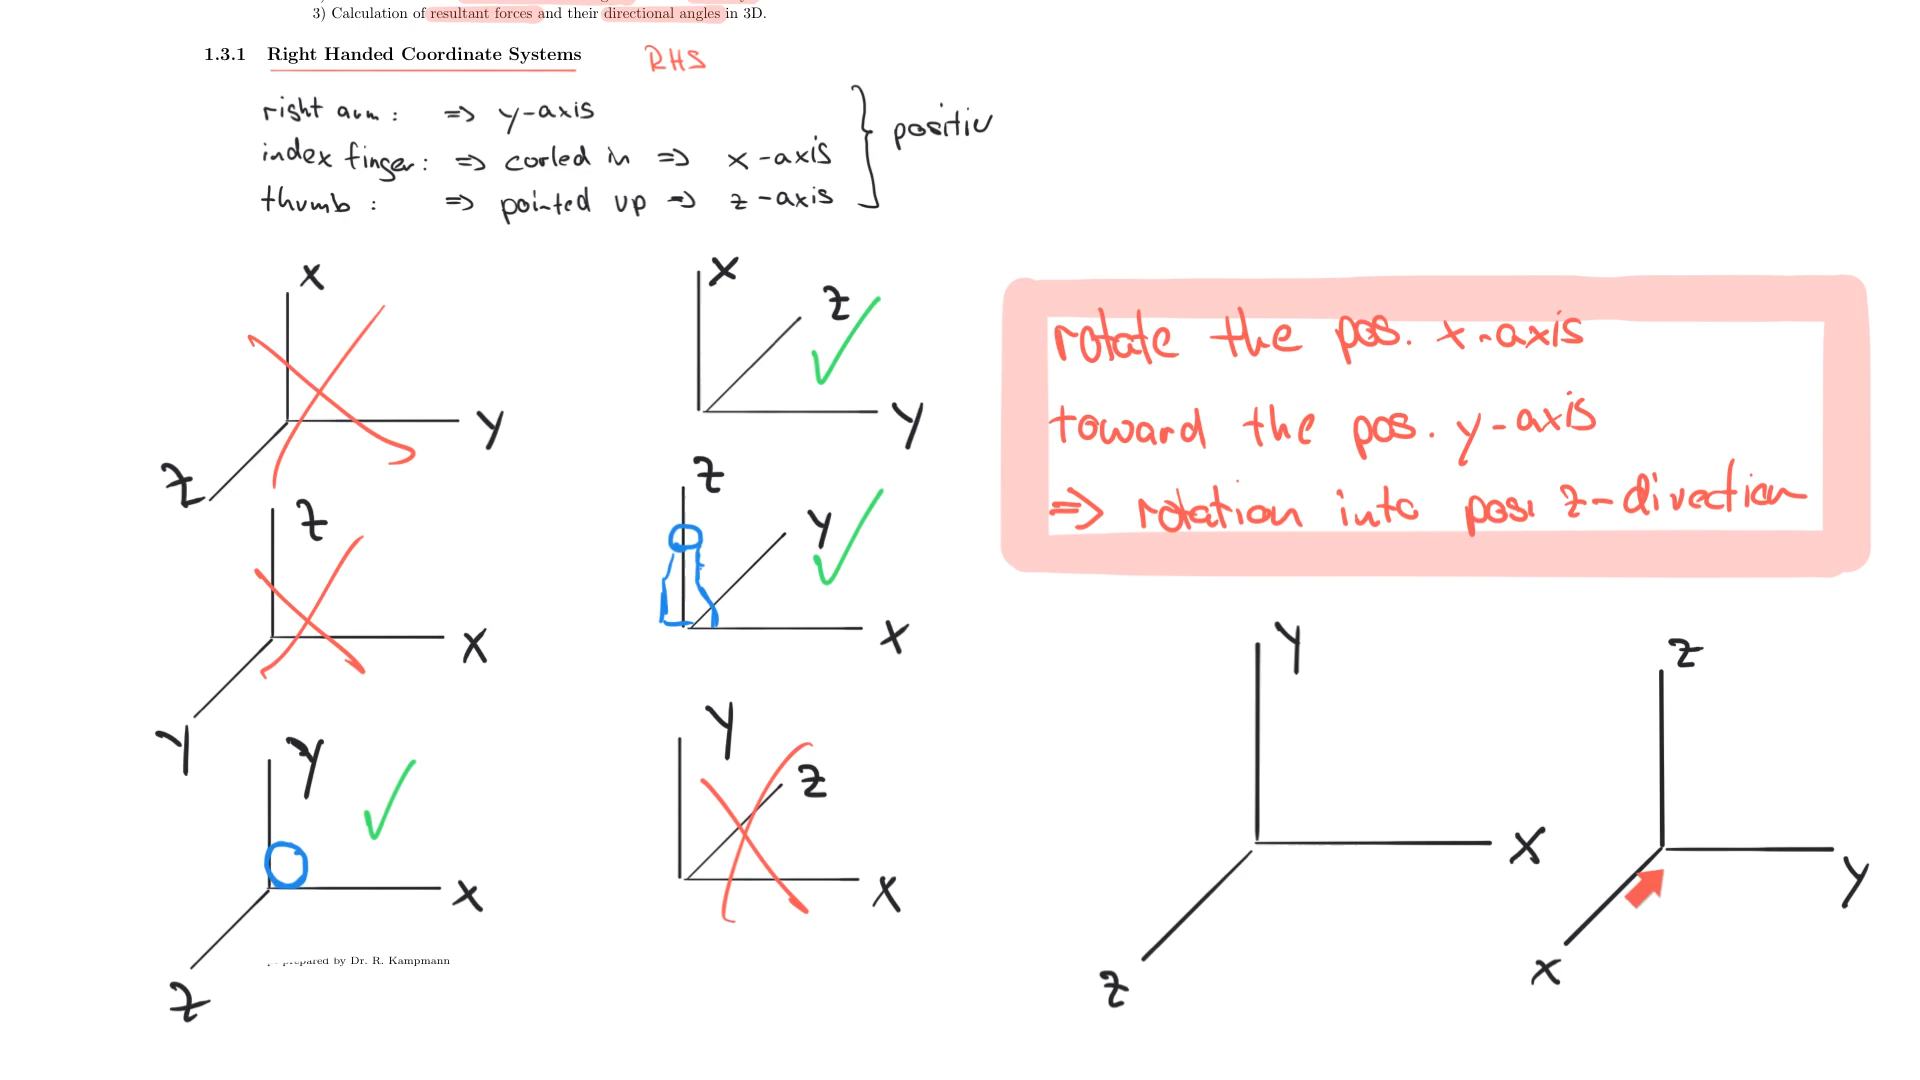 3) Calculation of resultant forces and their directional angles in 3D.
1.3.1 Right Handed Coordinate Systems RHS
right arm : => y-axis
index finger : => corled in => x-axis
thumb : => pointed up => z-axis
positiv
X
Y
Z
X
Z
Y
rotate the pos. x-axis
toward the pos. y-axis
=> rotation into pos. z-direction
Z
X
Y
Z
Y
X
Y
X
Z
Y
Z
X
Y
X
Z
Z
Y
X
prepared by Dr. R. Kampmann